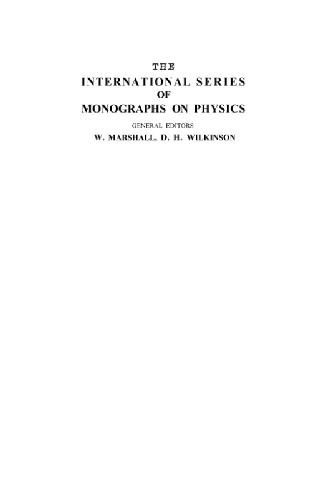 THE
INTERNATIONAL SERIES
OF
MONOGRAPHS ON PHYSICS
GENERAL EDITORS
W. MARSHALL, D. H. WILKINSON